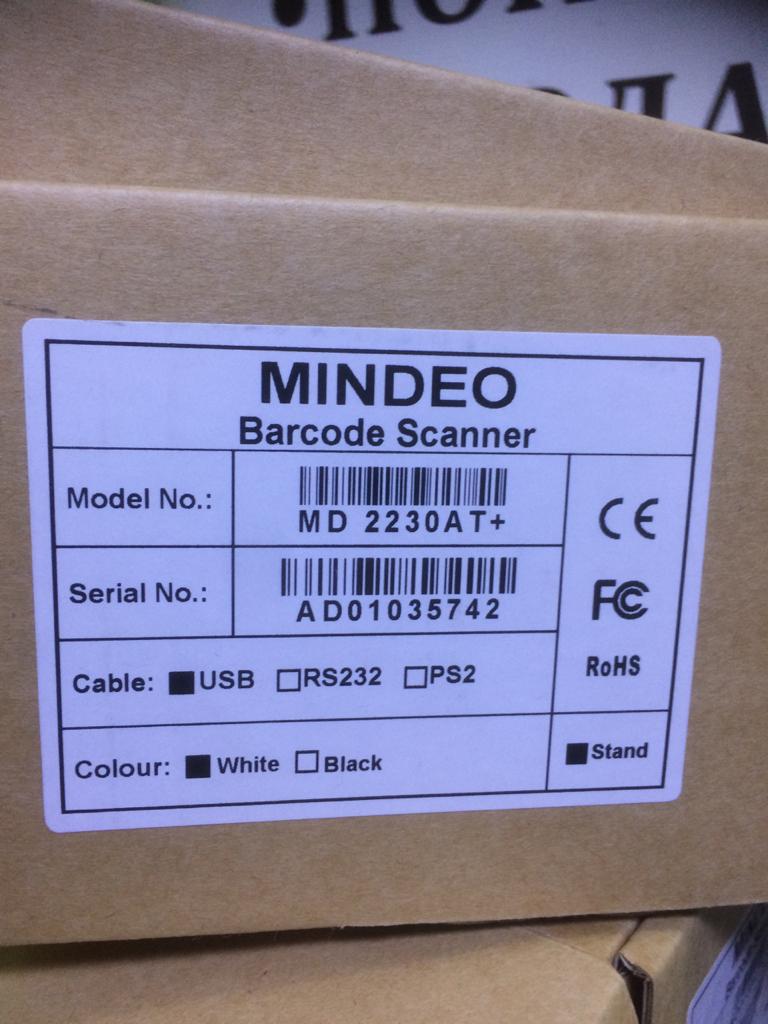 MINDEO
Barcode Scanner
Model No.: MD 2230AT+
Serial No.: AD01035742
CE
FC
RoHS
Cable: ■USB □RS232 □PS2
Colour: ■White □Black
■Stand